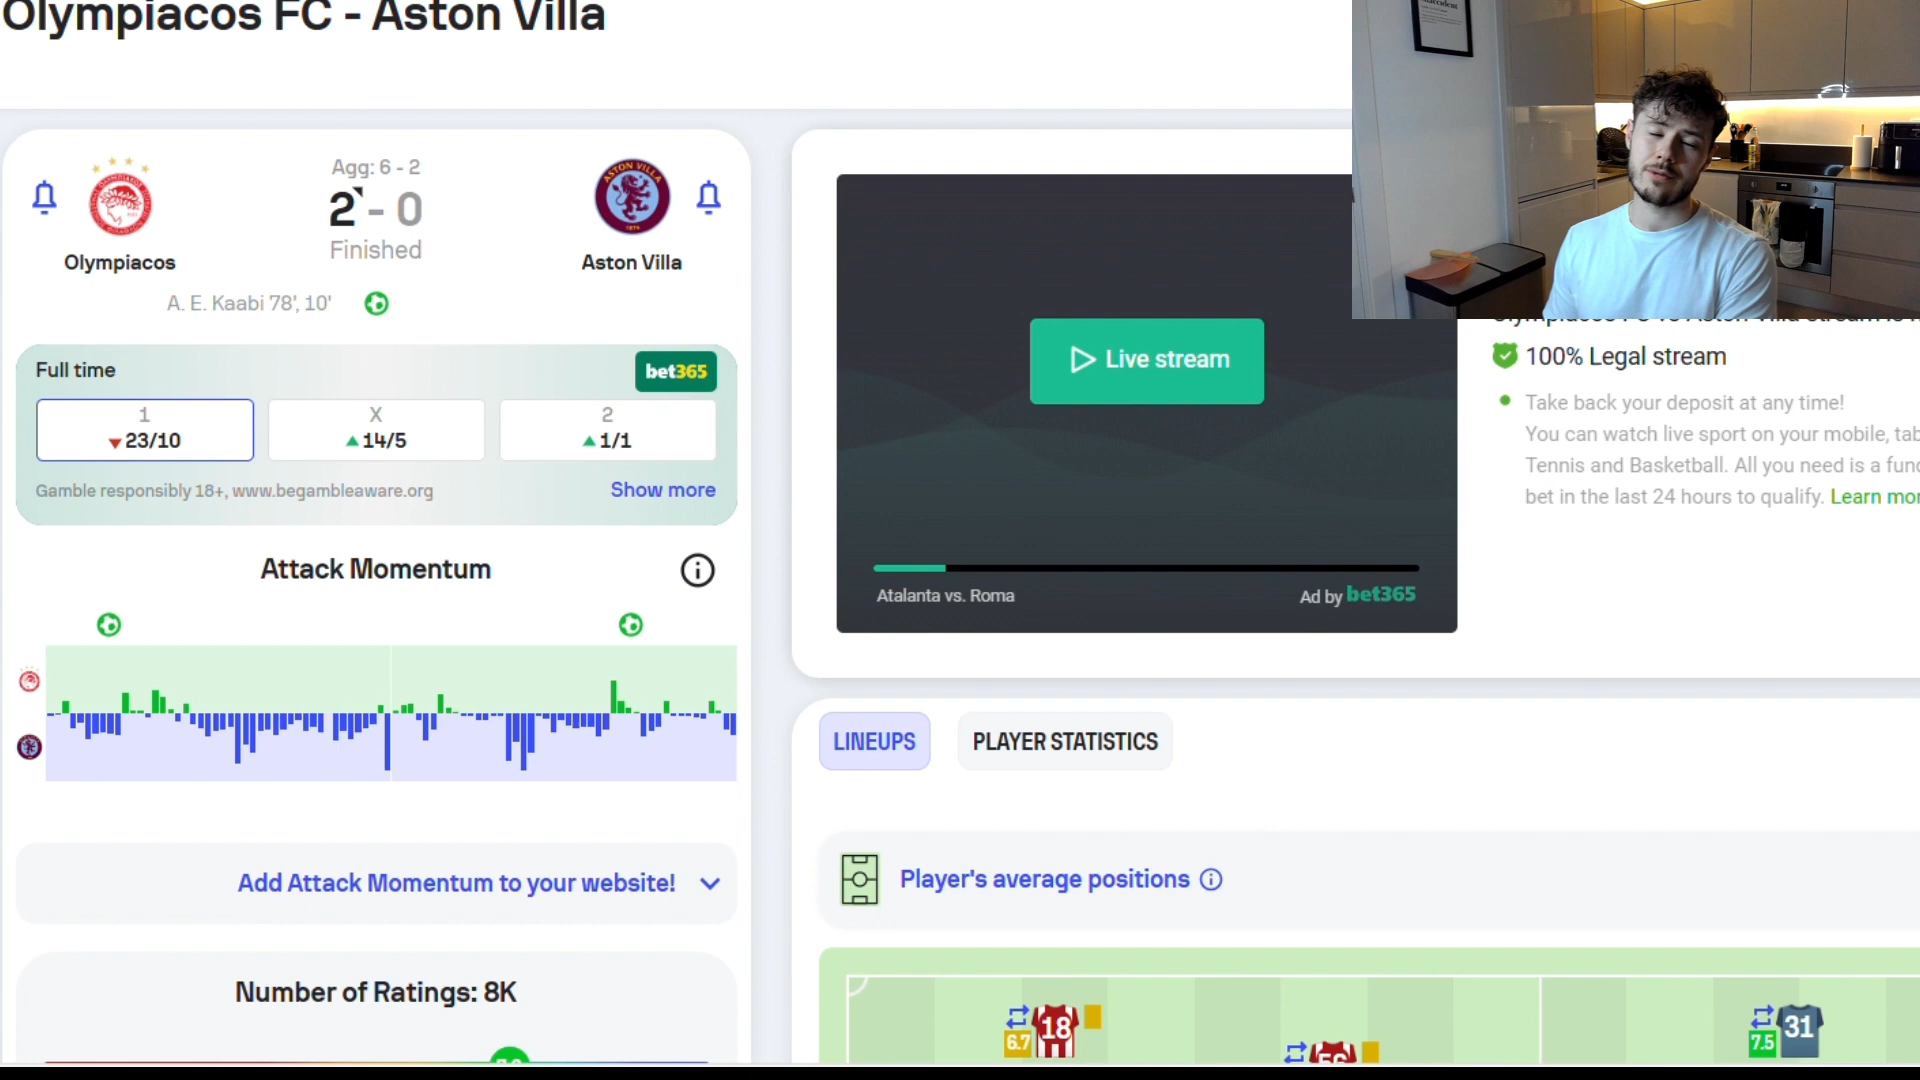 Olympiacos FC - Aston Villa
Agg: 6 - 2
2 - 0
Finished
Olympiacos
Aston Villa
A. E. Kaabi 78', 10'
Full time
bet365
1
23/10
X
14/5
2
1/1
Gamble responsibly 18+, www.begambleaware.org
Show more
Attack Momentum
Add Attack Momentum to your website!
Number of Ratings: 8K
Live stream
Atalanta vs. Roma
Ad by bet365
100% Legal stream
Take back your deposit at any time!
You can watch live sport on your mobile, tab
Tennis and Basketball. All you need is a fund
bet in the last 24 hours to qualify. Learn mor
LINEUPS
PLAYER STATISTICS
Player's average positions
18
6.7
31
7.5